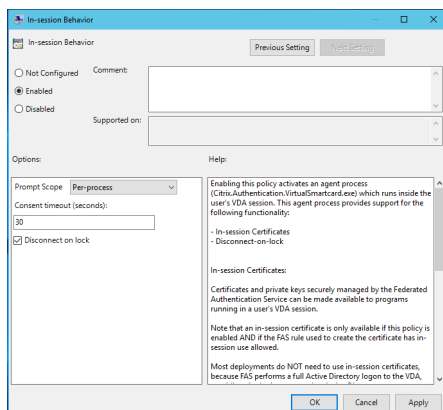 In-session Behavior
In-session Behavior
Previous Setting
Next Setting
Not Configured
Comment:
Enabled
Disabled
Supported on:
Options:
Help:
Prompt Scope Per-process
Consent timeout (seconds):
30
Disconnect on lock
Enabling this policy activates an agent process
(Citrix.Authentication.VirtualSmartcard.exe) which runs inside the
user's VDA session. This agent process provides support for the
following functionality:
- In-session Certificates
- Disconnect-on-lock
In-session Certificates:
Certificates and private keys securely managed by the Federated
Authentication Service can be made available to programs
running in a user's VDA session.
Note that an in-session certificate is only available if this policy is
enabled AND if the FAS rule used to create the certificate has in-
session use allowed.
Most deployments do NOT need to use in-session certificates,
because FAS performs a full Active Directory logon to the VDA,
OK
Cancel
Apply